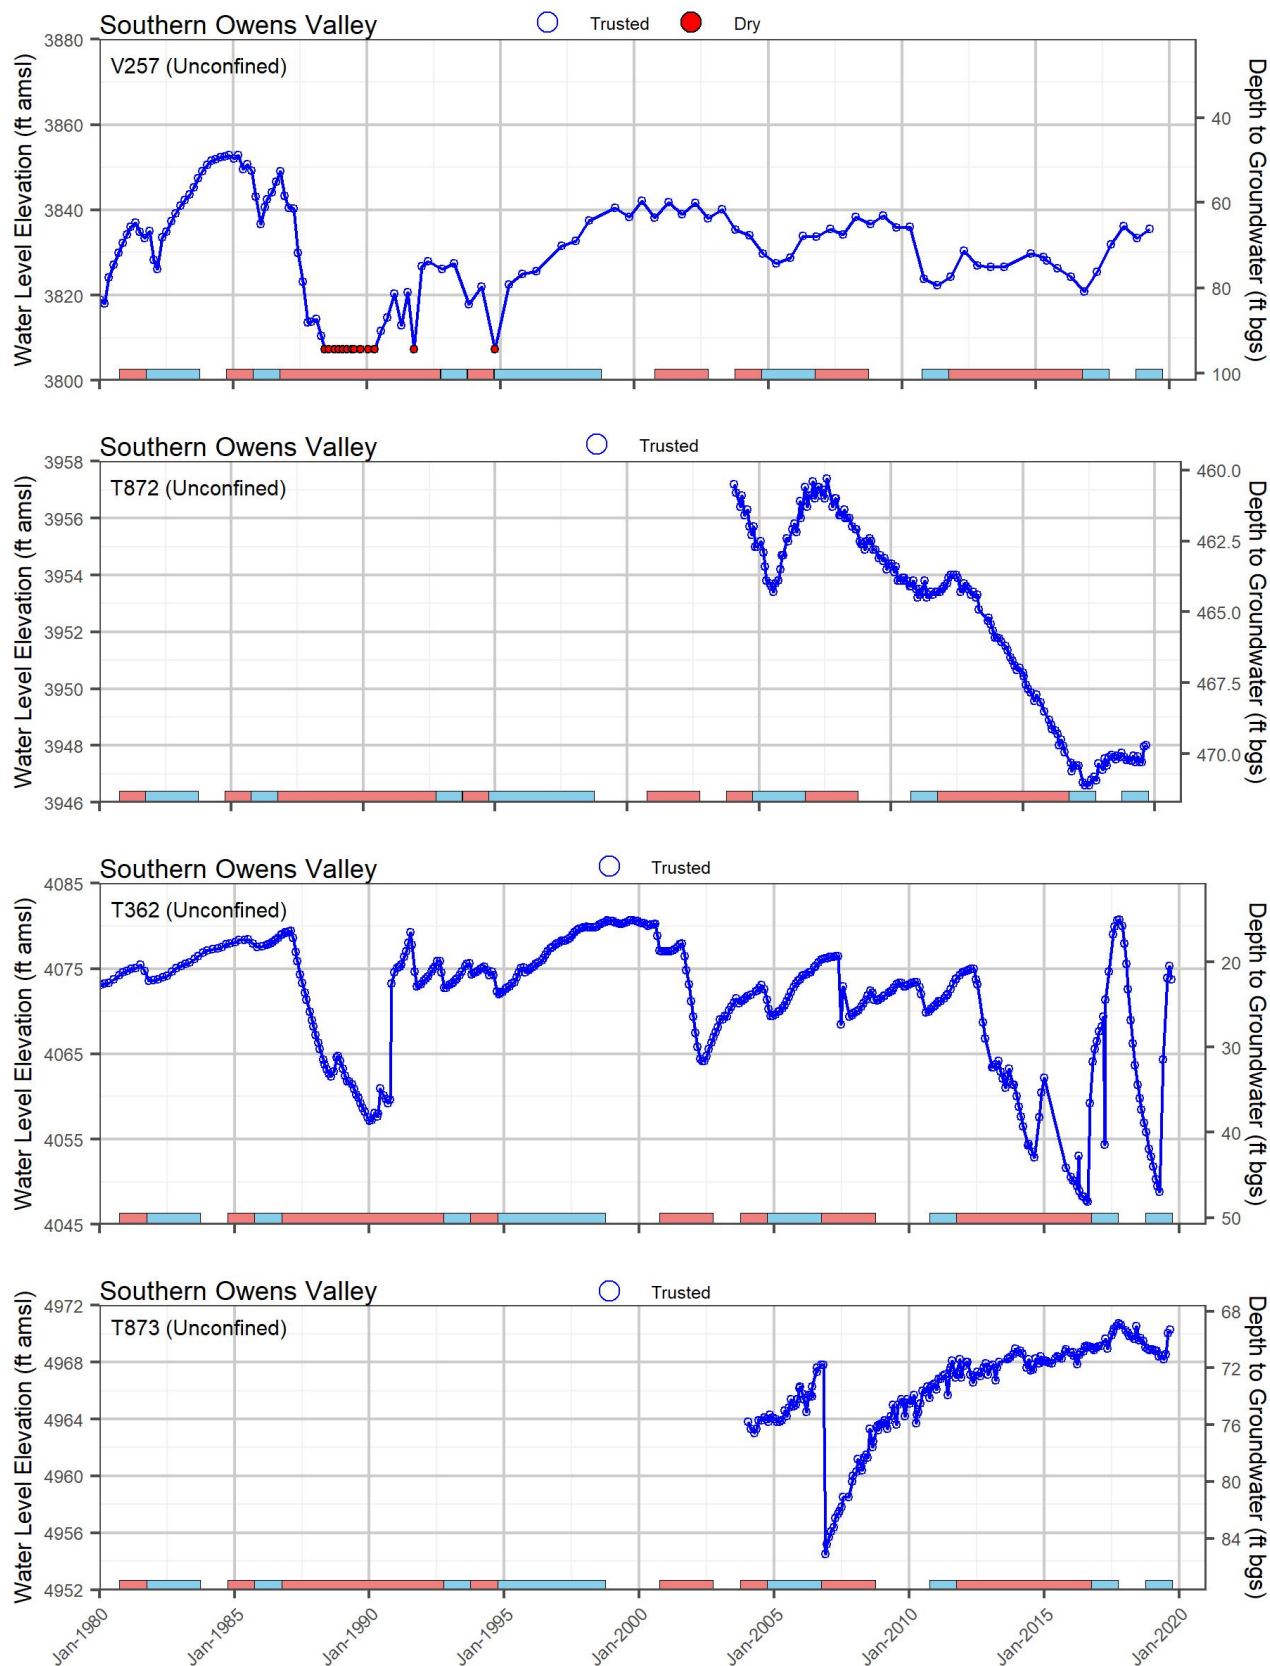 Southern Owens Valley
Trusted
Dry
V257 (Unconfined)
Water Level Elevation (ft amsl)
3880
3860
3840
3820
3800
Depth to Groundwater (ft bgs)
40
60
80
100
Southern Owens Valley
Trusted
T872 (Unconfined)
Water Level Elevation (ft amsl)
3958
3956
3954
3952
3950
3948
3946
Depth to Groundwater (ft bgs)
460.0
462.5
465.0
467.5
470.0
Southern Owens Valley
Trusted
T362 (Unconfined)
Water Level Elevation (ft amsl)
4085
4075
4065
4055
4045
Depth to Groundwater (ft bgs)
20
30
40
50
Southern Owens Valley
Trusted
T873 (Unconfined)
Water Level Elevation (ft amsl)
4972
4968
4964
4960
4956
4952
Depth to Groundwater (ft bgs)
68
72
76
80
84
Jan-1980
Jan-1985
Jan-1990
Jan-1995
Jan-2000
Jan-2005
Jan-2010
Jan-2015
Jan-2020